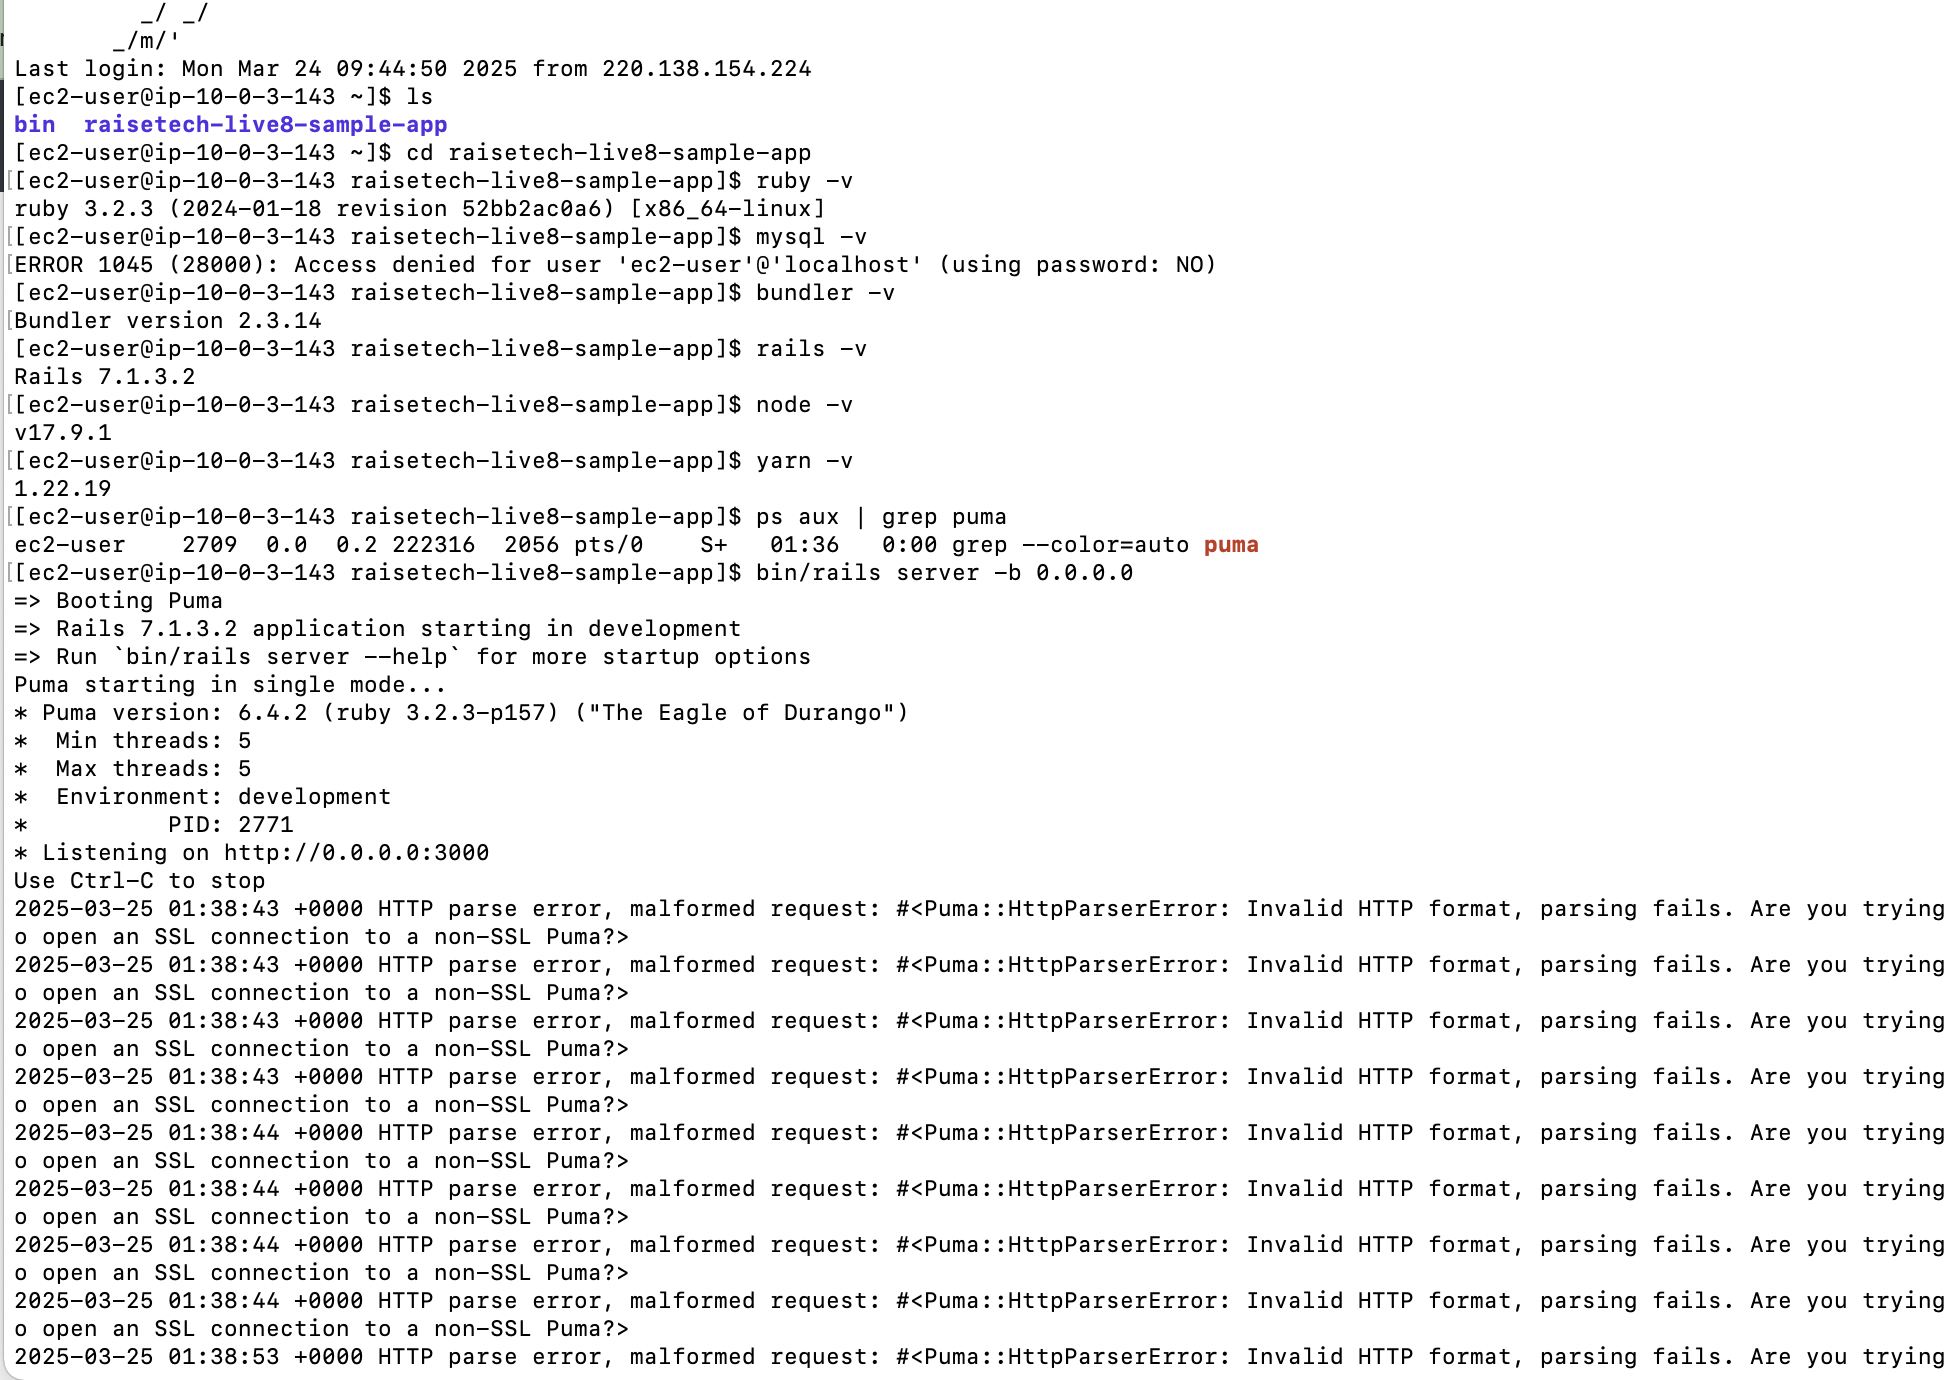 _/ _/
_/m/'
Last login: Mon Mar 24 09:44:50 2025 from 220.138.154.224
[ec2-user@ip-10-0-3-143 ~]$ ls
bin  raisetech-live8-sample-app
[ec2-user@ip-10-0-3-143 ~]$ cd raisetech-live8-sample-app
[[ec2-user@ip-10-0-3-143 raisetech-live8-sample-app]$ ruby -v
ruby 3.2.3 (2024-01-18 revision 52bb2ac0a6) [x86_64-linux]
[[ec2-user@ip-10-0-3-143 raisetech-live8-sample-app]$ mysql -v
[ERROR 1045 (28000): Access denied for user 'ec2-user'@'localhost' (using password: NO)
[ec2-user@ip-10-0-3-143 raisetech-live8-sample-app]$ bundler -v
[Bundler version 2.3.14
[ec2-user@ip-10-0-3-143 raisetech-live8-sample-app]$ rails -v
Rails 7.1.3.2
[[ec2-user@ip-10-0-3-143 raisetech-live8-sample-app]$ node -v
v17.9.1
[[ec2-user@ip-10-0-3-143 raisetech-live8-sample-app]$ yarn -v
1.22.19
[[ec2-user@ip-10-0-3-143 raisetech-live8-sample-app]$ ps aux | grep puma
ec2-user    2709  0.0  0.2 222316  2056 pts/0    S+   01:36   0:00 grep --color=auto puma
[[ec2-user@ip-10-0-3-143 raisetech-live8-sample-app]$ bin/rails server -b 0.0.0.0
=> Booting Puma
=> Rails 7.1.3.2 application starting in development
=> Run `bin/rails server --help` for more startup options
Puma starting in single mode...
* Puma version: 6.4.2 (ruby 3.2.3-p157) ("The Eagle of Durango")
*  Min threads: 5
*  Max threads: 5
*  Environment: development
*          PID: 2771
* Listening on http://0.0.0.0:3000
Use Ctrl-C to stop
2025-03-25 01:38:43 +0000 HTTP parse error, malformed request: #<Puma::HttpParserError: Invalid HTTP format, parsing fails. Are you trying
o open an SSL connection to a non-SSL Puma?>
2025-03-25 01:38:43 +0000 HTTP parse error, malformed request: #<Puma::HttpParserError: Invalid HTTP format, parsing fails. Are you trying
o open an SSL connection to a non-SSL Puma?>
2025-03-25 01:38:43 +0000 HTTP parse error, malformed request: #<Puma::HttpParserError: Invalid HTTP format, parsing fails. Are you trying
o open an SSL connection to a non-SSL Puma?>
2025-03-25 01:38:43 +0000 HTTP parse error, malformed request: #<Puma::HttpParserError: Invalid HTTP format, parsing fails. Are you trying
o open an SSL connection to a non-SSL Puma?>
2025-03-25 01:38:44 +0000 HTTP parse error, malformed request: #<Puma::HttpParserError: Invalid HTTP format, parsing fails. Are you trying
o open an SSL connection to a non-SSL Puma?>
2025-03-25 01:38:44 +0000 HTTP parse error, malformed request: #<Puma::HttpParserError: Invalid HTTP format, parsing fails. Are you trying
o open an SSL connection to a non-SSL Puma?>
2025-03-25 01:38:44 +0000 HTTP parse error, malformed request: #<Puma::HttpParserError: Invalid HTTP format, parsing fails. Are you trying
o open an SSL connection to a non-SSL Puma?>
2025-03-25 01:38:44 +0000 HTTP parse error, malformed request: #<Puma::HttpParserError: Invalid HTTP format, parsing fails. Are you trying
o open an SSL connection to a non-SSL Puma?>
2025-03-25 01:38:53 +0000 HTTP parse error, malformed request: #<Puma::HttpParserError: Invalid HTTP format, parsing fails. Are you trying